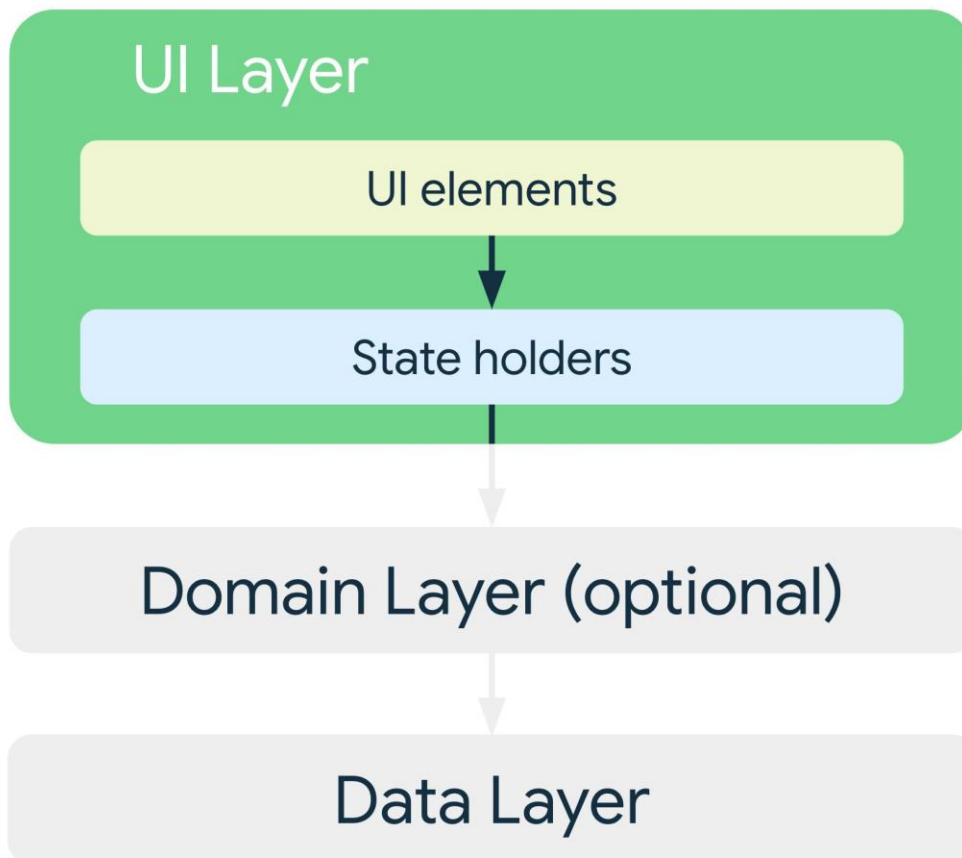 UI Layer
UI elements
State holders
Domain Layer (optional)
Data Layer